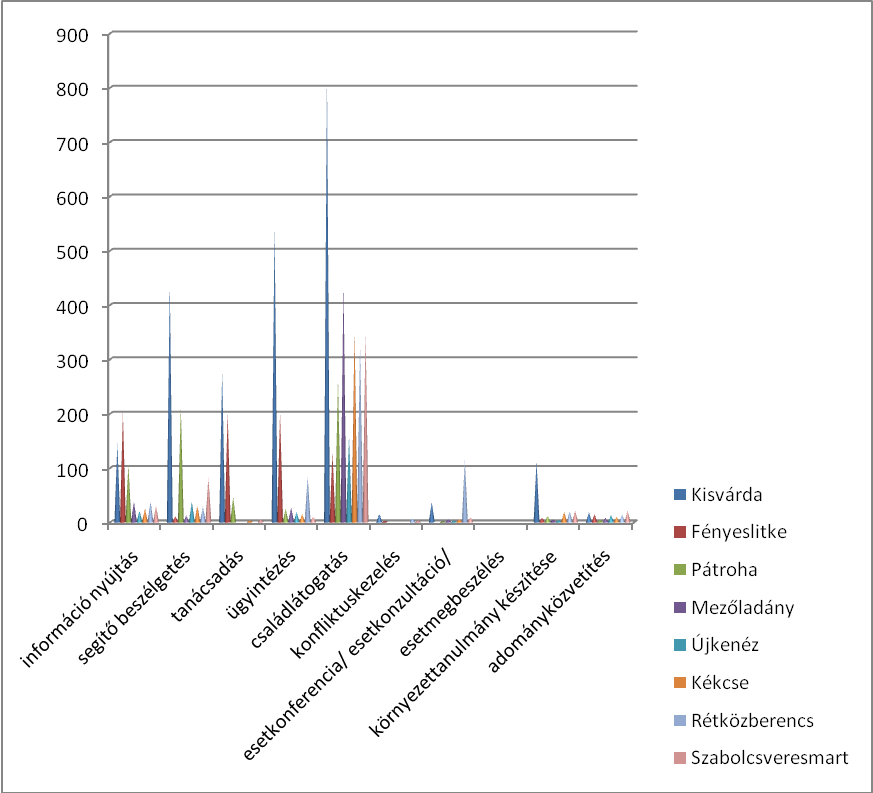 900
800
700
600
500
400
300
200
100
0
információ nyújtás
segítő beszélgetés
tanácsadás
ügyintézés
családlátogatás
konfliktuskezelés
esetkonferencia/ esetkonzultáció/
esetmegbeszélés
környezettanulmány készítése
adományközvetítés
Kisvárda
Fényeslitke
Pátroha
Mezőladány
Újkenéz
Kékcse
Rétközberencs
Szabolcsveresmart